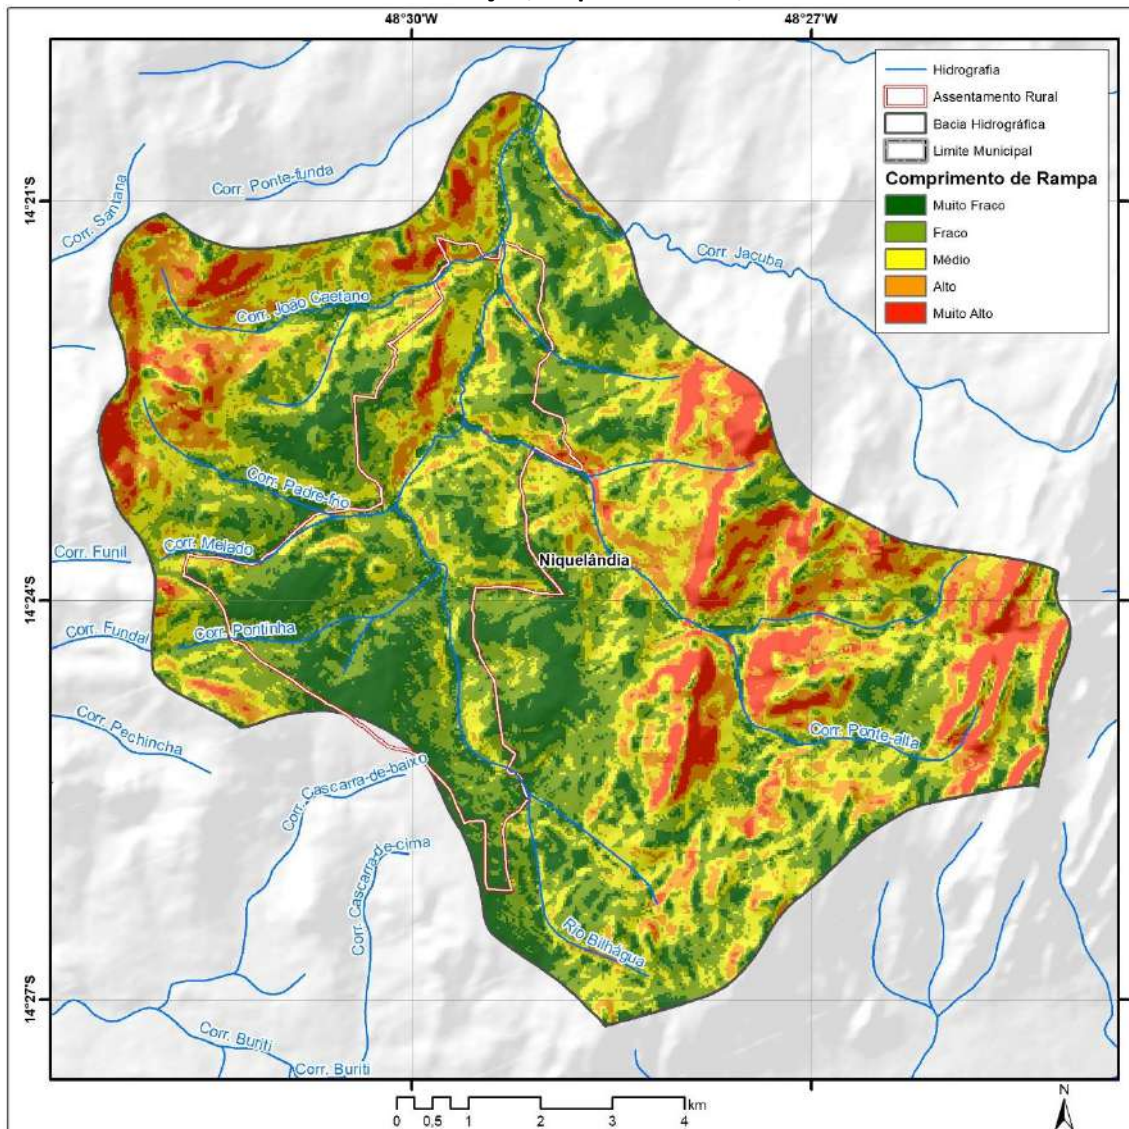 48°30'W
48°27'W
Hidrografia
Assentamento Rural
Bacia Hidrográfica
Limite Municipal
Comprimento de Rampa
Muito Fraco
Fraco
Médio
Alto
Muito Alto
14°21'S
14°24'S
14°27'S
Corr. Santana
Corr. Ponte-funda
Corr. Jacuba
Corr. João Caetano
Corr. Padre-frio
Corr. Funil
Corr. Melado
Niquelândia
Corr. Fundal
Corr. Pontinha
Corr. Pechincha
Corr. Ponte-alta
Corr. Cascarra-de-baixo
Corr. Cascarra-de-cima
Rio Bilhágua
Corr. Buriti
Corr. Buriti
N
km
0 0,5 1 2 3 4